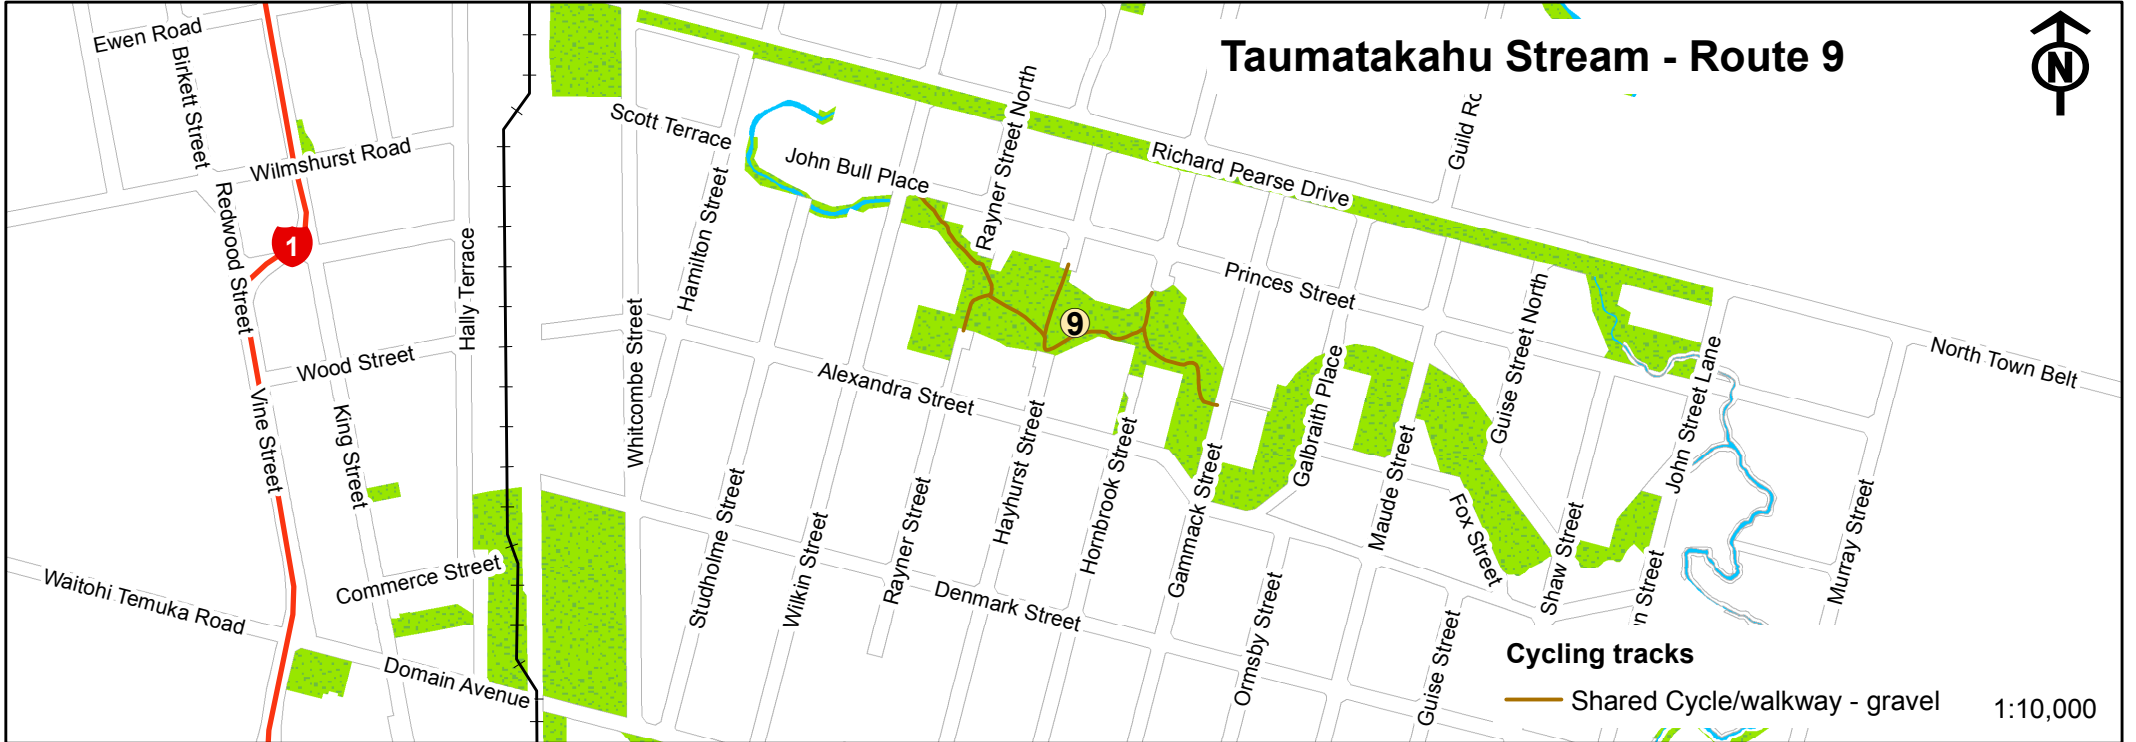 Taumatakahu Stream - Route 9
N
Ewen Road
Birkett Street
Wilmshurst Road
Redwood Street
1
Hally Terrace
Wood Street
Vine Street
King Street
Commerce Street
Waitohi Temuka Road
Domain Avenue
Scott Terrace
John Bull Place
Rayner Street North
Hamilton Street
Whitcombe Street
Richard Pearse Drive
Princes Street
9
Alexandra Street
Studholme Street
Wilkin Street
Rayner Street
Hayhurst Street
Hornbrook Street
Gammack Street
Denmark Street
Galbraith Place
Maude Street
Guise Street North
Fox Street
Shaw Street
John Street Lane
North Town Belt
Murray Street
Ormsby Street
Guise Street
Street
Guild
Cycling tracks
Shared Cycle/walkway - gravel
1:10,000